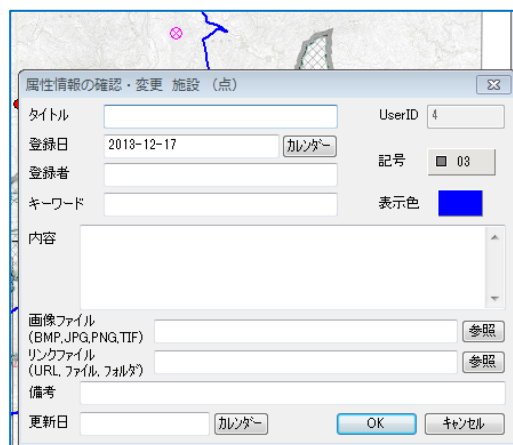 属性情報の確認・変更 施設 （点）
タイトル
UserID 4
登録日 2013-12-17 カレンダー
記号 03
登録者
キーワード
表示色
内容
画像ファイル
(BMP,JPG,PNG,TIF)
参照
リンクファイル
(URL, ファイル, フォルダ)
参照
備考
更新日 カレンダー OK キャンセル